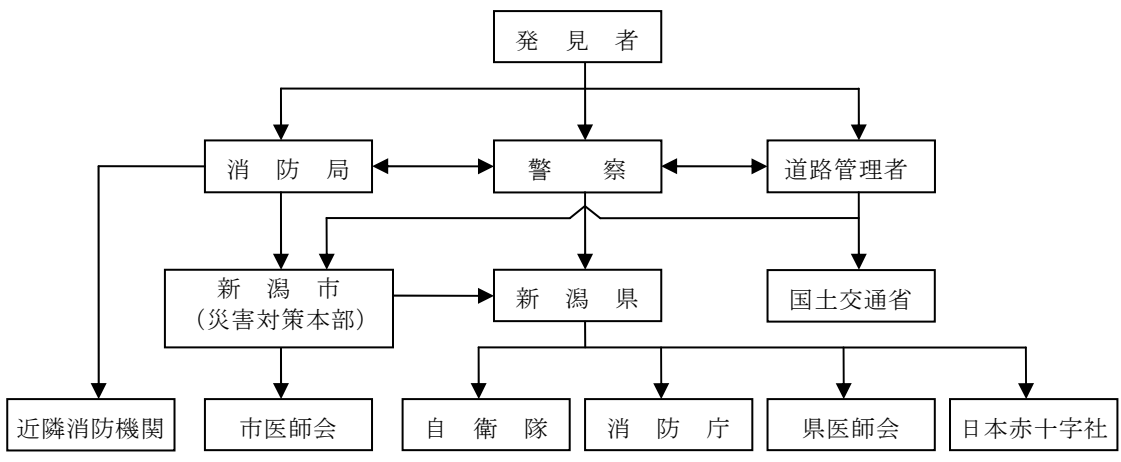 発見者
消防局
警察
道路管理者
新潟市
（災害対策本部）
新潟県
国土交通省
近隣消防機関
市医師会
自衛隊
消防庁
県医師会
日本赤十字社